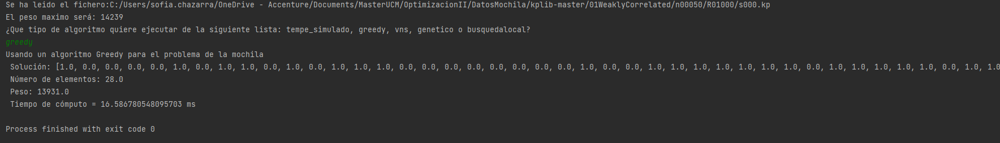 Se ha leido el fichero:C:/Users/sofia.chazarra/OneDrive - Accenture/Documents/MasterUCM/OptimizacionII/DatosMochila/kplib-master/01WeaklyCorrelated/n00050/R01000/s000.kp
El peso maximo será: 14239
¿Que tipo de algoritmo quiere ejecutar de la siguiente lista: tempe_simulado, greedy, vns, genetico o busquedalocal?
greedy
Usando un algoritmo Greedy para el problema de la mochila
Solución: [1.0, 0.0, 0.0, 0.0, 0.0, 1.0, 0.0, 1.0, 1.0, 0.0, 1.0, 0.0, 1.0, 1.0, 1.0, 0.0, 0.0, 0.0, 0.0, 0.0, 0.0, 0.0, 0.0, 1.0, 0.0, 0.0, 1.0, 1.0, 1.0, 1.0, 1.0, 1.0, 1.0, 0.0, 1.0, 1.0, 1.0, 1.0, 1.0, 0.0, 1.0, 1.0
Número de elementos: 28.0
Peso: 13931.0
Tiempo de cómputo = 16.586780548095703 ms
Process finished with exit code 0